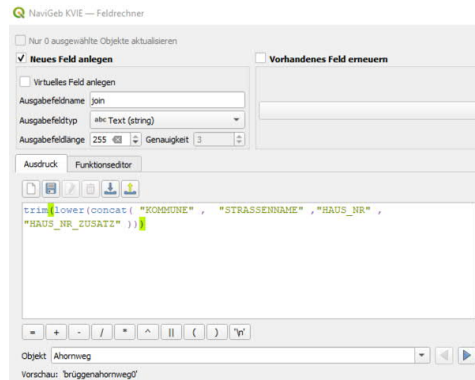 NaviGeb KVIE — Feldrechner
Nur 0 ausgewählte Objekte aktualisieren
Neues Feld anlegen
Vorhandenes Feld erneuern
Virtuelles Feld anlegen
Ausgabefeldname join
Ausgabefeldtyp abc Text (string)
Ausgabefeldlänge 255 Genauigkeit 3
Ausdruck Funktionseditor
trim(lower(concat( "KOMMUNE" , "STRASSENNAME" ,"HAUS_NR" ,
"HAUS_NR_ZUSATZ" )))
= + - / * ^ || ( ) '\n'
Objekt Ahornweg
Vorschau: 'brüggenahornweg0'